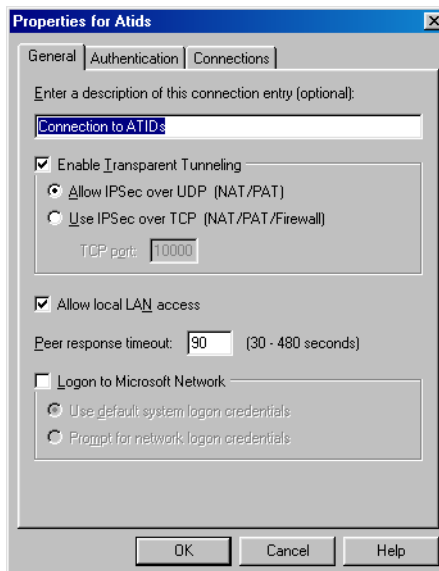 Properties for Atids
General Authentication Connections
Enter a description of this connection entry (optional):
Connection to ATIDs
Enable Transparent Tunneling
Allow IPSec over UDP (NAT/PAT)
Use IPSec over TCP (NAT/PAT/Firewall)
TCP port: 10000
Allow local LAN access
Peer response timeout: 90 (30 - 480 seconds)
Logon to Microsoft Network
Use default system logon credentials
Prompt for network logon credentials
OK Cancel Help